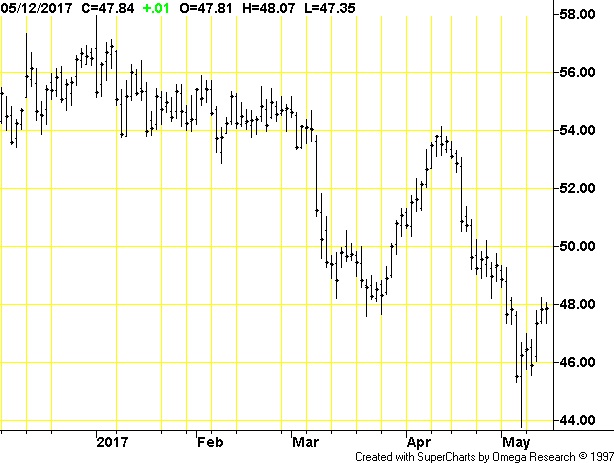 05/12/2017 C=47.84 +.01 O=47.81 H=48.07 L=47.35
58.00
56.00
54.00
52.00
50.00
48.00
46.00
44.00
2017 Feb Mar Apr May
Created with SuperCharts by Omega Research © 1997